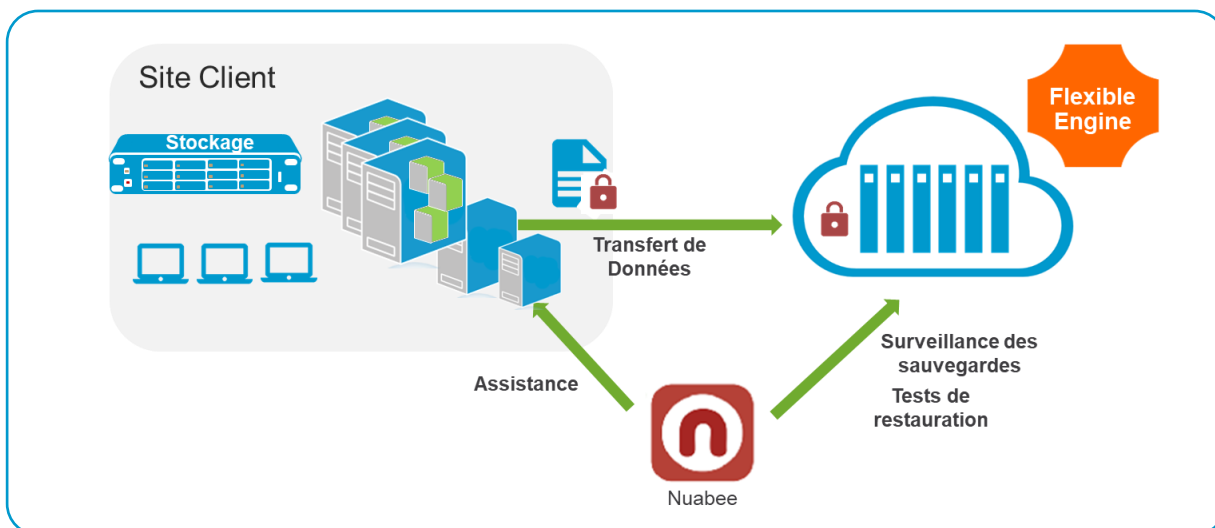 Site Client
Stockage
Flexible
Engine
Transfert de
Données
Surveillance des
sauvegardes
Tests de
restauration
Assistance
n
Nuabee